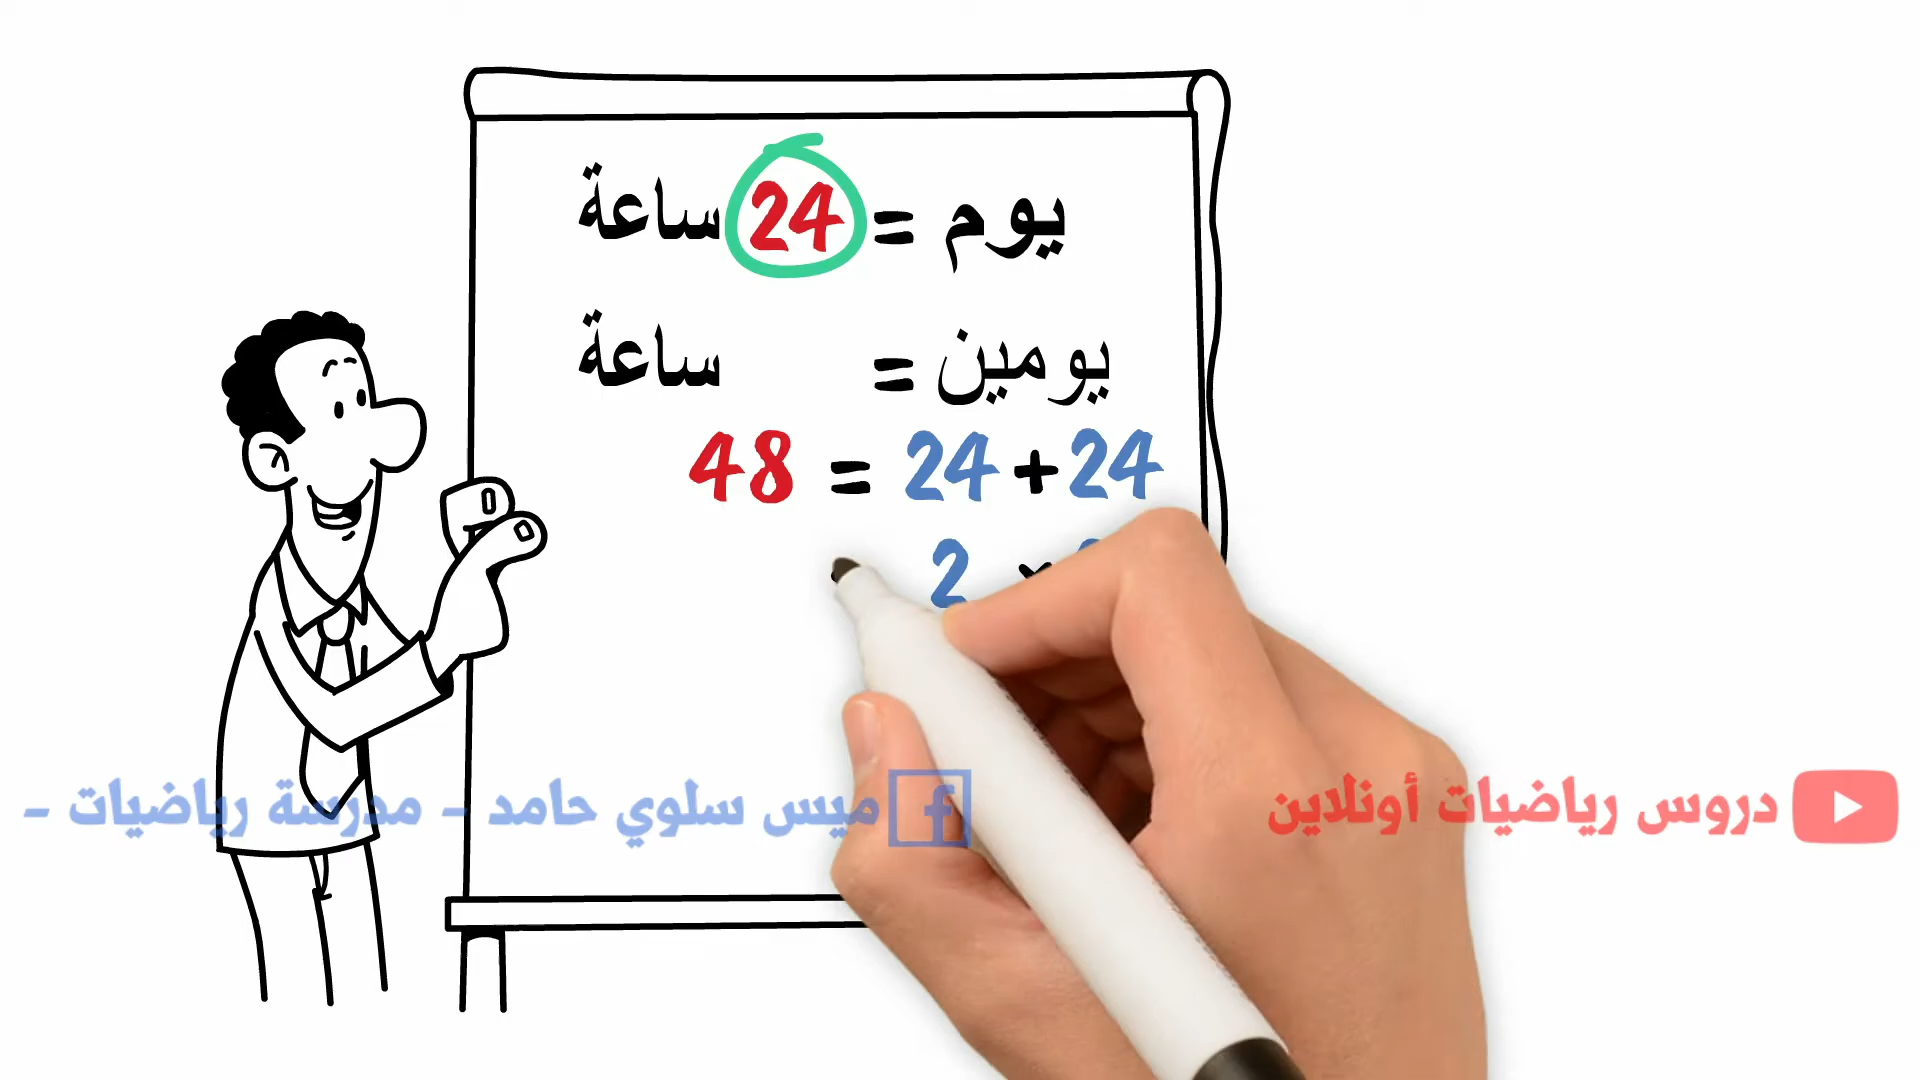 يوم = 24 ساعة
يومين = ساعة
24 + 24 = 48
× 2
دروس رياضيات أونلاين
ميس سلوي حامد - مدرسة رياضيات -